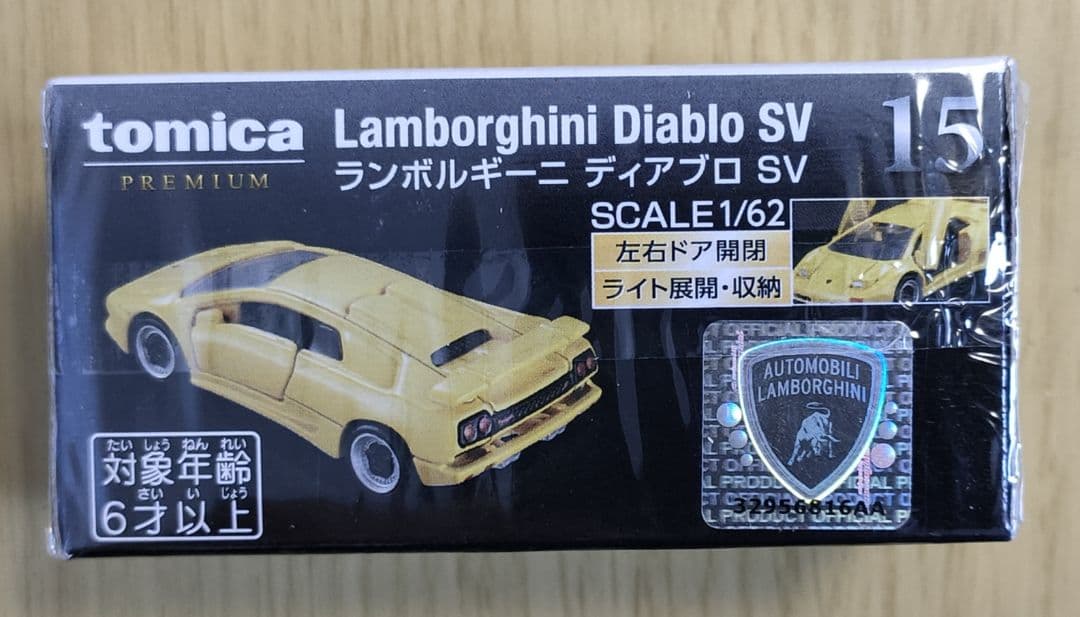 tomica
PREMIUM
Lamborghini Diablo SV
ランボルギーニ ディアブロ SV
15
SCALE 1/62
左右ドア開閉
ライト展開・収納
たいしょうねんれい
対象年齢
さいいじょう
6才以上
AUTOMOBILI
LAMBORGHINI
32956816AA
PRODUCT OFFICIAL PRODUCT